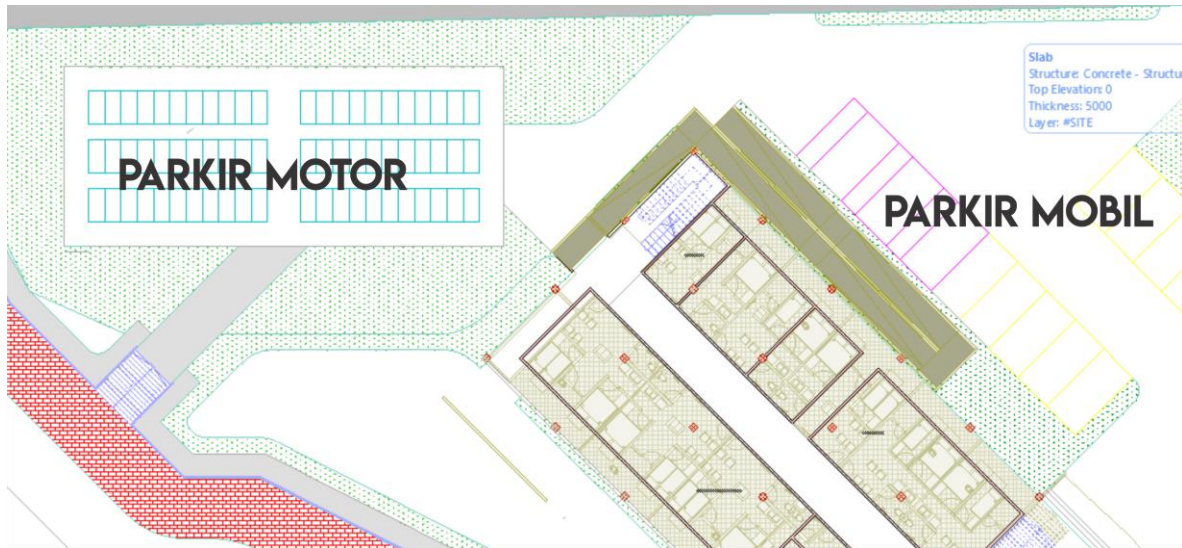 Slab
Structure: Concrete - Structu
Top Elevation: 0
Thickness: 5000
Layer: #SITE
PARKIR MOTOR
PARKIR MOBIL